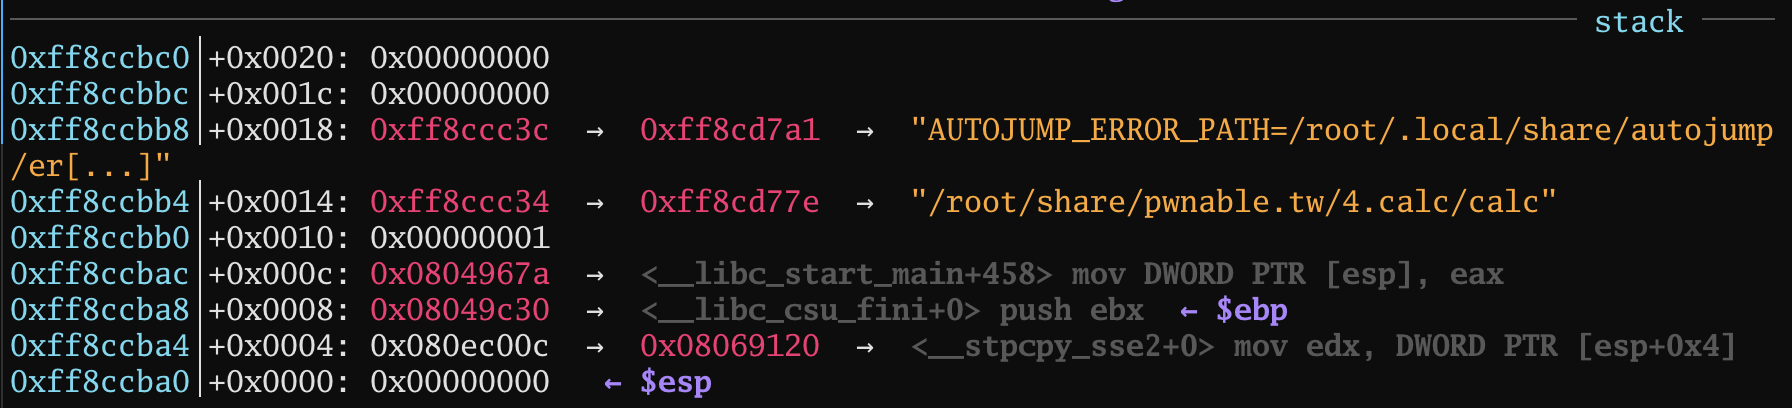 stack
0xff8ccbc0│+0x0020: 0x00000000
0xff8ccbbc│+0x001c: 0x00000000
0xff8ccbb8│+0x0018: 0xff8ccc3c → 0xff8cd7a1 → "AUTOJUMP_ERROR_PATH=/root/.local/share/autojump
/er[...]"
0xff8ccbb4│+0x0014: 0xff8ccc34 → 0xff8cd77e → "/root/share/pwnable.tw/4.calc/calc"
0xff8ccbb0│+0x0010: 0x00000001
0xff8ccbac│+0x000c: 0x0804967a → <__libc_start_main+458> mov DWORD PTR [esp], eax
0xff8ccba8│+0x0008: 0x08049c30 → <__libc_csu_fini+0> push ebx ← $ebp
0xff8ccba4│+0x0004: 0x080ec00c → 0x08069120 → <__stpcpy_sse2+0> mov edx, DWORD PTR [esp+0x4]
0xff8ccba0│+0x0000: 0x00000000 ← $esp